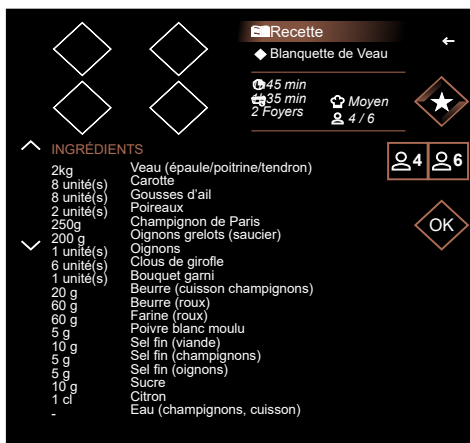 Recette
Blanquette de Veau
45 min
35 min
2 Foyers
Moyen
4 / 6
INGRÉDIENTS
4 6
2kg Veau (épaule/poitrine/tendron)
8 unité(s) Carotte
8 unité(s) Gousses d'ail
2 unité(s) Poireaux
250g Champignon de Paris
200 g Oignons grelots (saucier)
1 unité(s) Oignons
6 unité(s) Clous de girofle
1 unité(s) Bouquet garni
20 g Beurre (cuisson champignons)
60 g Beurre (roux)
60 g Farine (roux)
5 g Poivre blanc moulu
10 g Sel fin (viande)
5 g Sel fin (champignons)
5 g Sel fin (oignons)
10 g Sucre
1 cl Citron
- Eau (champignons, cuisson)
OK